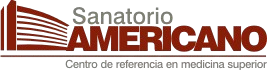 Sanatorio
AMERICANO
Centro de referencia en medicina superior